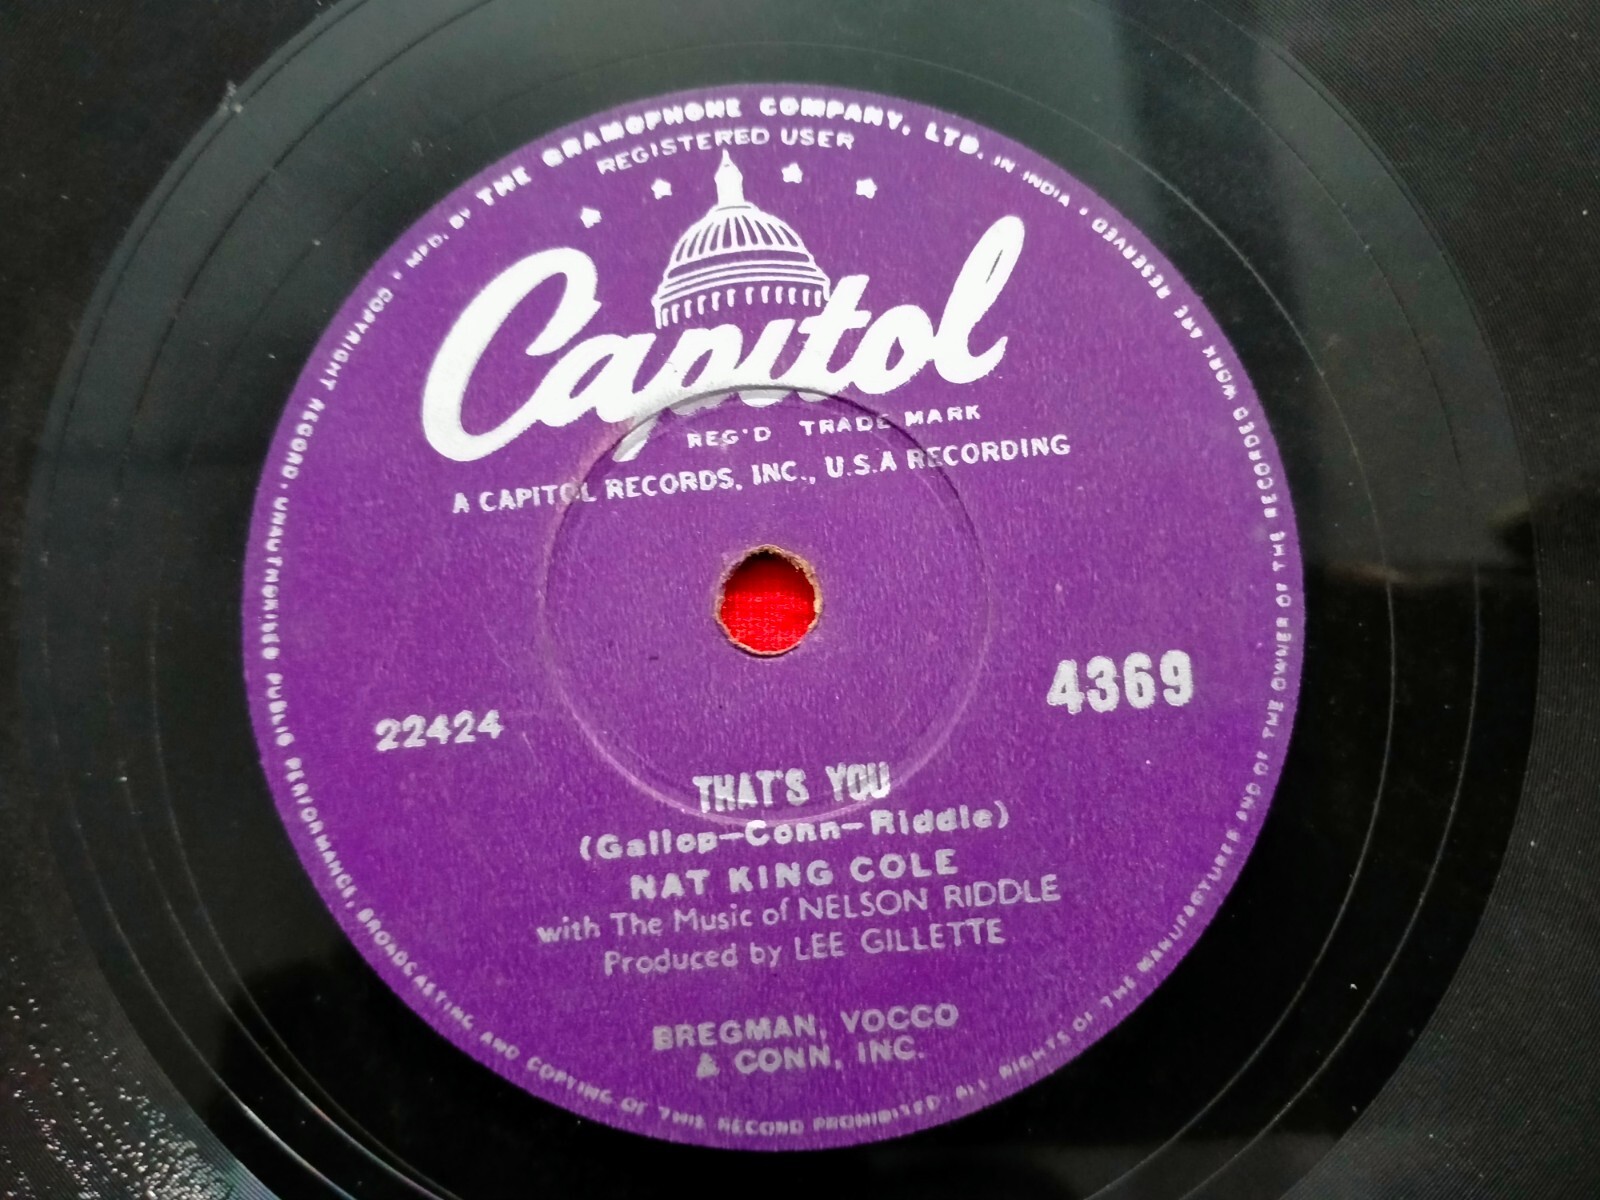 MFD. BY THE GRAMOPHONE COMPANY, LTD. IN INDIA • ALL RIGHTS OF THE MANUFACTURER AND OF THE OWNER OF THE RECORDED WORK ARE RESERVED
COPYRIGHT RECORD • UNAUTHORISED PUBLIC PERFORMANCE, BROADCASTING AND COPYING OF THIS RECORD PROHIBITED.
REGISTERED USER
Capitol
REG'D TRADE MARK
A CAPITOL RECORDS, INC., U.S.A RECORDING
4369
22424
THAT'S YOU
(Gallop-Conn-Riddle)
NAT KING COLE
with The Music of NELSON RIDDLE
Produced by LEE GILLETTE
BREGMAN, VOCCO
& CONN, INC.